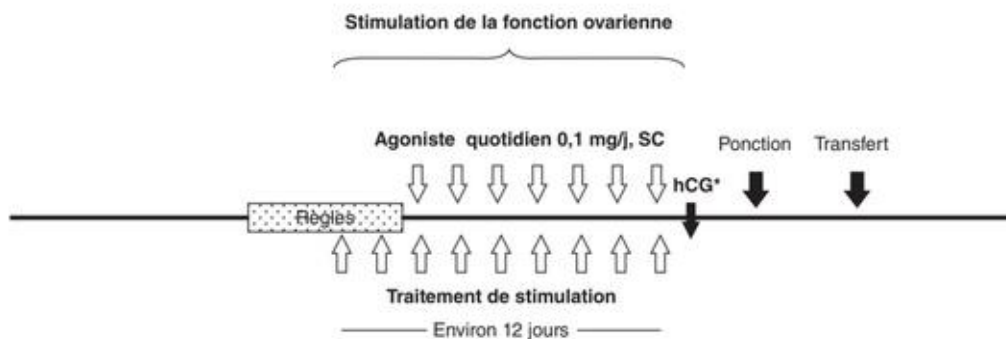 Stimulation de la fonction ovarienne
Agoniste quotidien 0,1 mg/j, SC
Ponction
Transfert
hCG*
Règles
Traitement de stimulation
Environ 12 jours